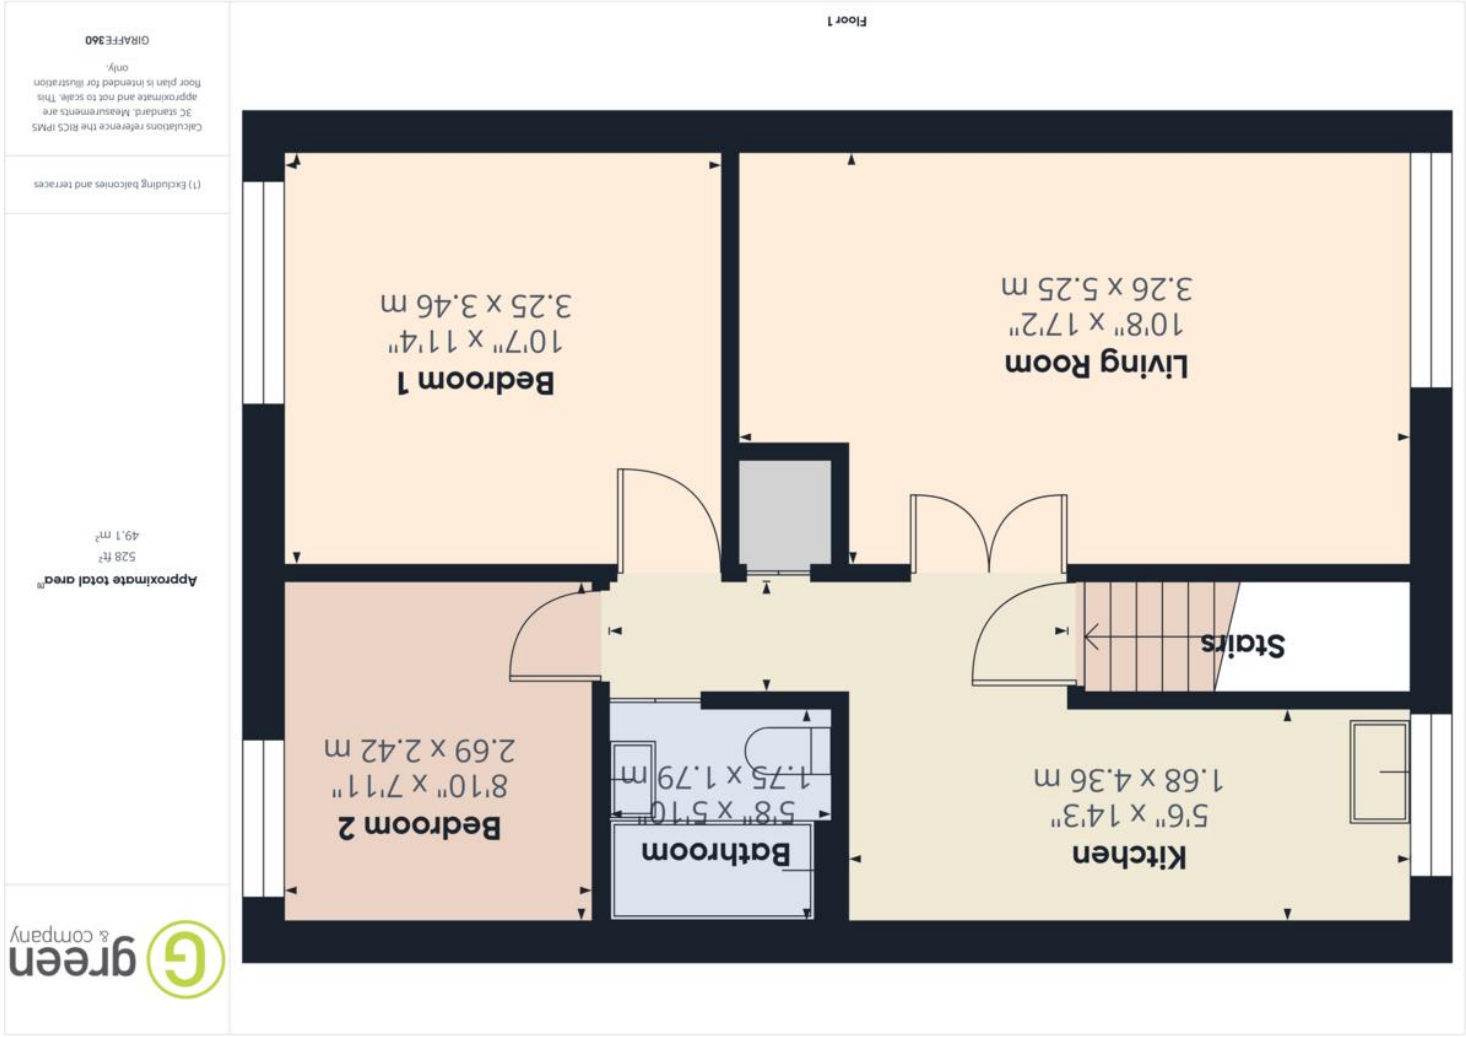 green
& company
Approximate total area⁽¹⁾
528 ft²
49.1 m²
(1) Excluding balconies and terraces
Calculations reference the RICS IPMS
3C standard. Measurements are
approximate and not to scale. This
floor plan is intended for illustration
only.
GIRAFFE360
Kitchen
5'6" x 14'3"
1.68 x 4.36 m
Bathroom
5'8" x 5'10"
1.75 x 1.79 m
Bedroom 2
8'10" x 7'11"
2.69 x 2.42 m
Stairs
Living Room
10'8" x 17'2"
3.26 x 5.25 m
Bedroom 1
10'7" x 11'4"
3.25 x 3.46 m
Floor 1